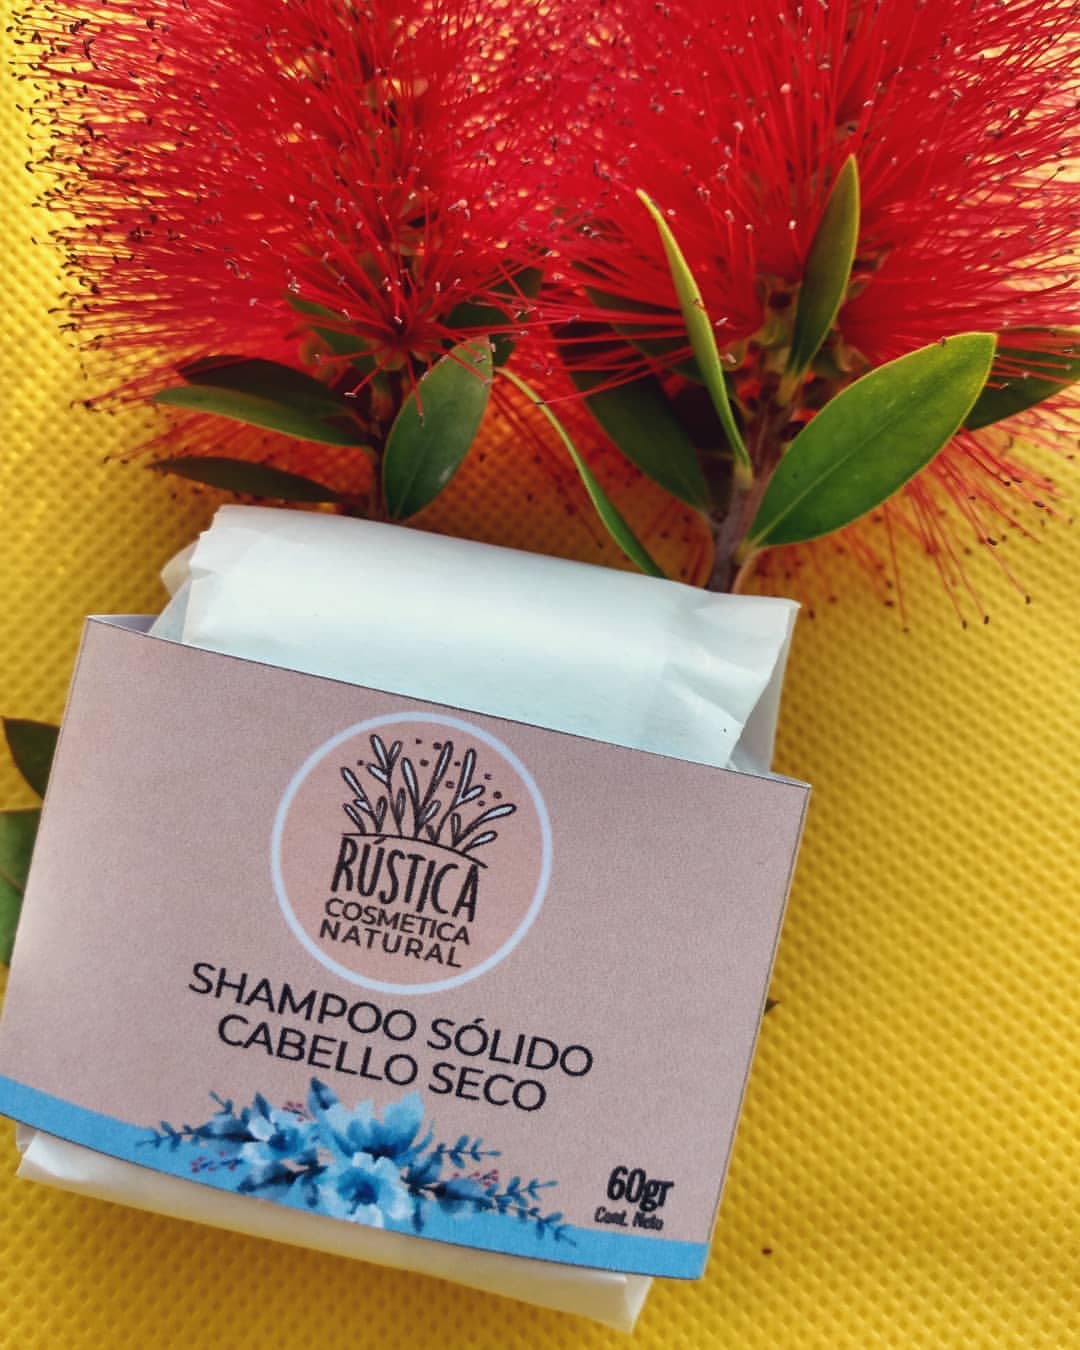 RÚSTICA
COSMETICA
NATURAL
SHAMPOO SÓLIDO
CABELLO SECO
60gr
Cont. Neto